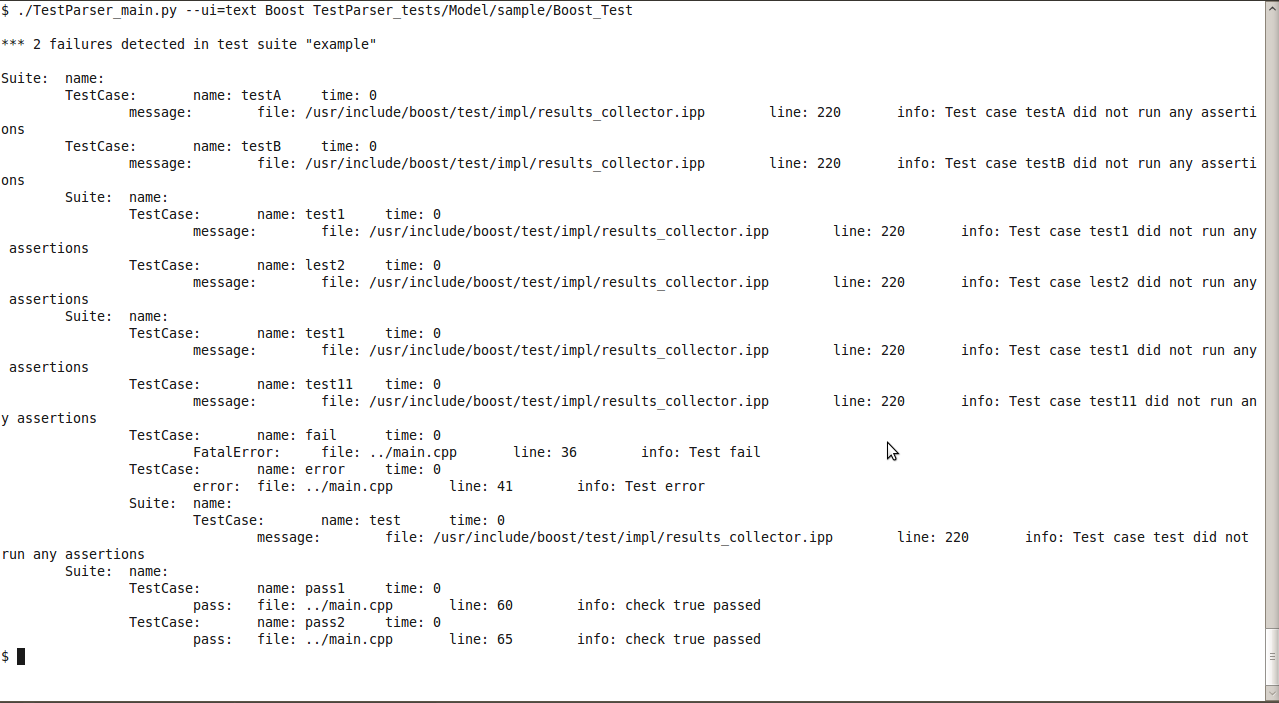 $ ./TestParser_main.py --ui=text Boost TestParser_tests/Model/sample/Boost_Test
*** 2 failures detected in test suite "example"
Suite:  name:
        TestCase:       name: testA     time: 0
                message:        file: /usr/include/boost/test/impl/results_collector.ipp        line: 220       info: Test case testA did not run any asserti
ons
        TestCase:       name: testB     time: 0
                message:        file: /usr/include/boost/test/impl/results_collector.ipp        line: 220       info: Test case testB did not run any asserti
ons
        Suite:  name:
                TestCase:       name: test1     time: 0
                        message:        file: /usr/include/boost/test/impl/results_collector.ipp        line: 220       info: Test case test1 did not run any
 assertions
                TestCase:       name: lest2     time: 0
                        message:        file: /usr/include/boost/test/impl/results_collector.ipp        line: 220       info: Test case lest2 did not run any
 assertions
        Suite:  name:
                TestCase:       name: test1     time: 0
                        message:        file: /usr/include/boost/test/impl/results_collector.ipp        line: 220       info: Test case test1 did not run any
 assertions
                TestCase:       name: test11    time: 0
                        message:        file: /usr/include/boost/test/impl/results_collector.ipp        line: 220       info: Test case test11 did not run an
y assertions
                TestCase:       name: fail      time: 0
                        FatalError:     file: ../main.cpp       line: 36        info: Test fail
                TestCase:       name: error     time: 0
                        error:  file: ../main.cpp       line: 41        info: Test error
                Suite:  name:
                        TestCase:       name: test      time: 0
                                message:        file: /usr/include/boost/test/impl/results_collector.ipp        line: 220       info: Test case test did not
run any assertions
        Suite:  name:
                TestCase:       name: pass1     time: 0
                        pass:   file: ../main.cpp       line: 60        info: check true passed
                TestCase:       name: pass2     time: 0
                        pass:   file: ../main.cpp       line: 65        info: check true passed
$